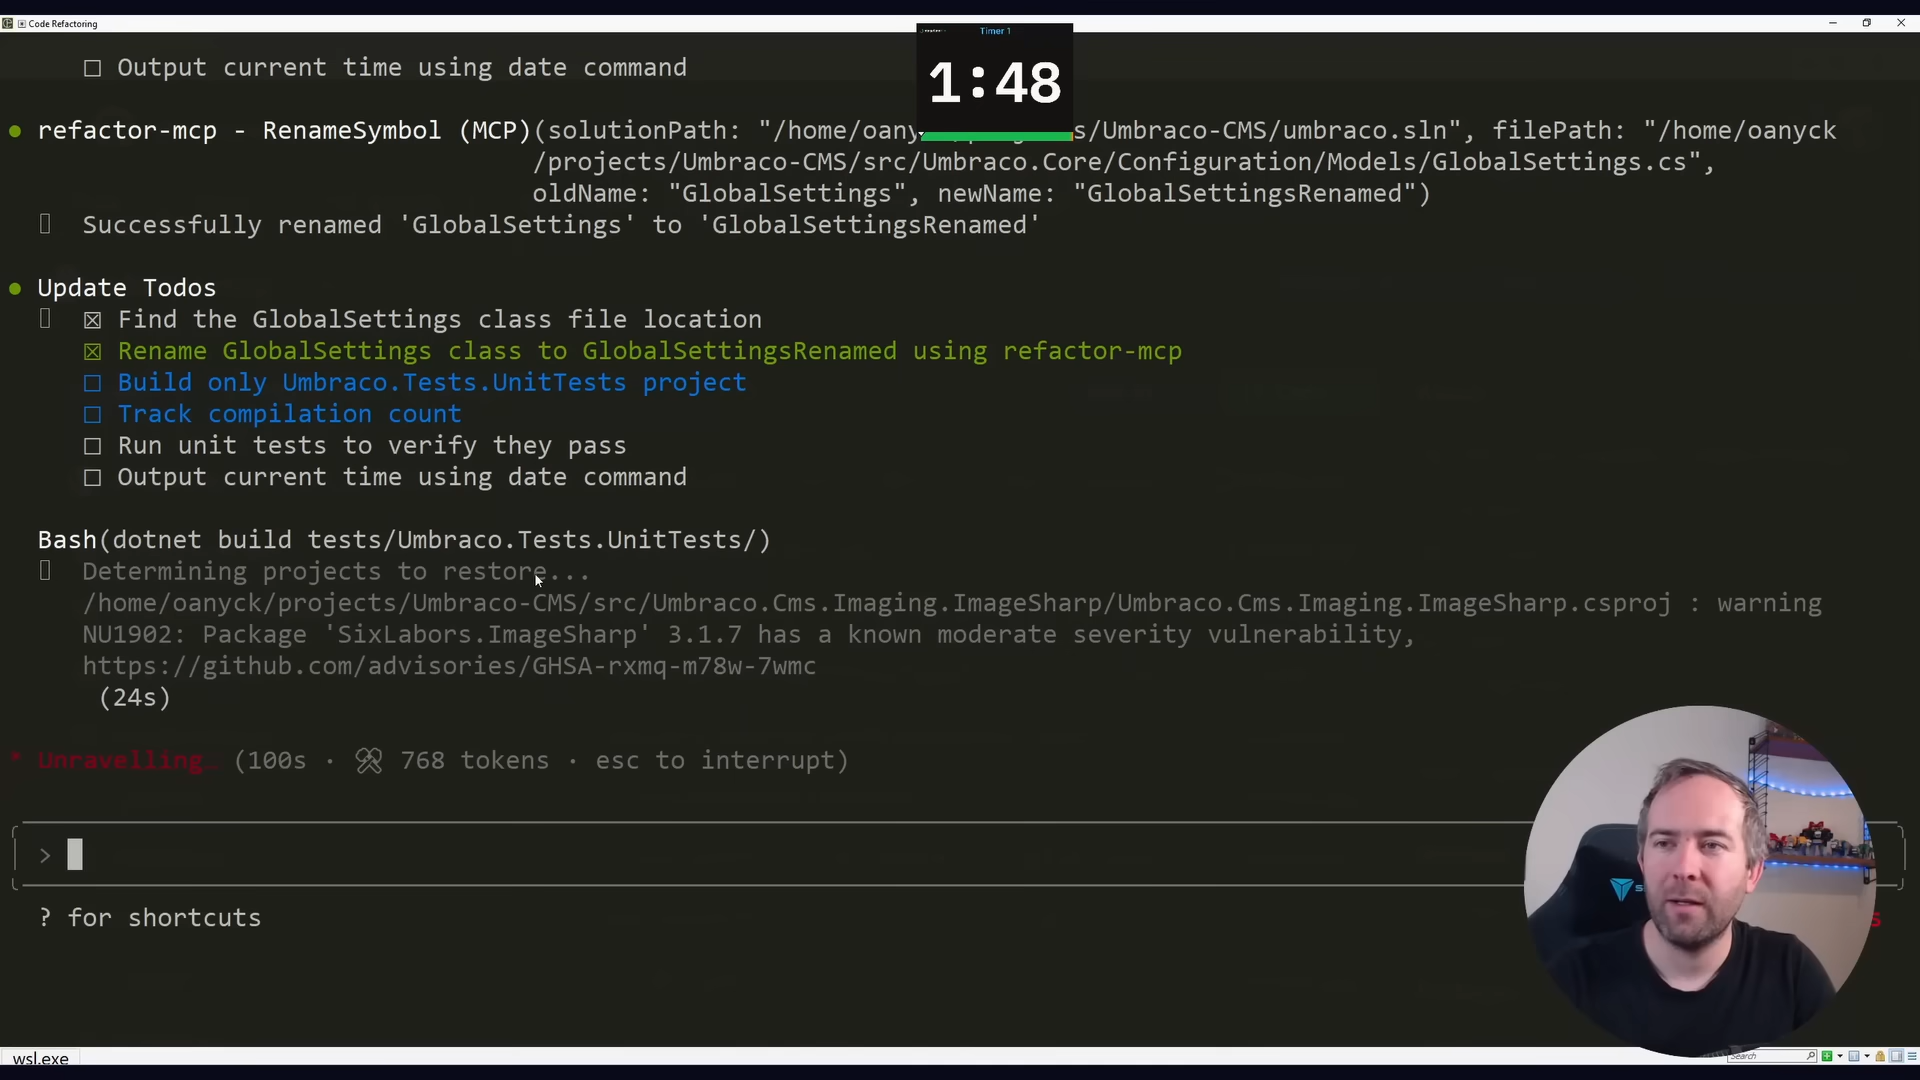 Code Refactoring
Timer 1
1:48
☐ Output current time using date command
● refactor-mcp - RenameSymbol (MCP)(solutionPath: "/home/oany s/Umbraco-CMS/umbraco.sln", filePath: "/home/oanyck
/projects/Umbraco-CMS/src/Umbraco.Core/Configuration/Models/GlobalSettings.cs",
oldName: "GlobalSettings", newName: "GlobalSettingsRenamed")
Successfully renamed 'GlobalSettings' to 'GlobalSettingsRenamed'
● Update Todos
☒ Find the GlobalSettings class file location
☒ Rename GlobalSettings class to GlobalSettingsRenamed using refactor-mcp
☐ Build only Umbraco.Tests.UnitTests project
☐ Track compilation count
☐ Run unit tests to verify they pass
☐ Output current time using date command
Bash(dotnet build tests/Umbraco.Tests.UnitTests/)
Determining projects to restore...
/home/oanyck/projects/Umbraco-CMS/src/Umbraco.Cms.Imaging.ImageSharp/Umbraco.Cms.Imaging.ImageSharp.csproj : warning
NU1902: Package 'SixLabors.ImageSharp' 3.1.7 has a known moderate severity vulnerability,
https://github.com/advisories/GHSA-rxmq-m78w-7wmc
(24s)
* Unravelling… (100s · 768 tokens · esc to interrupt)
>
? for shortcuts
wsl.exe
Search